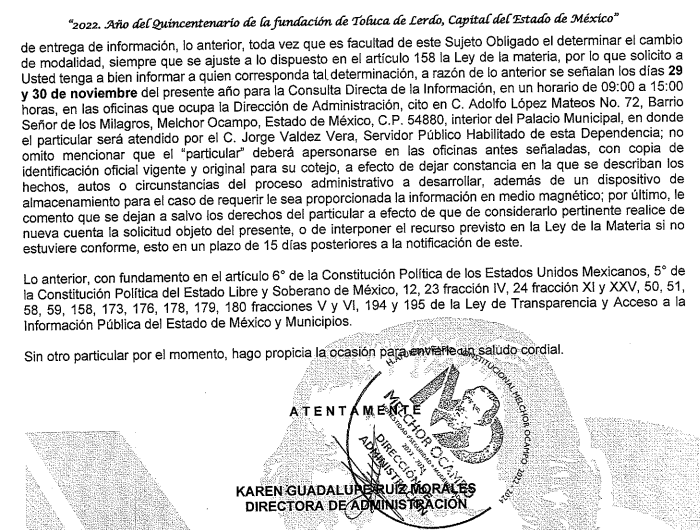 “2022. Año del Quincentenario de la fundación de Toluca de Lerdo, Capital del Estado de México”
de entrega de información, lo anterior, toda vez que es facultad de este Sujeto Obligado el determinar el cambio
de modalidad, siempre que se ajuste a lo dispuesto en el artículo 158 la Ley de la materia, por lo que solicito a
Usted tenga a bien informar a quien corresponda tal determinación, a razón de lo anterior se señalan los días 29
y 30 de noviembre del presente año para la Consulta Directa de la Información, en un horario de 09:00 a 15:00
horas, en las oficinas que ocupa la Dirección de Administración, cito en C. Adolfo López Mateos No. 72, Barrio
Señor de los Milagros, Melchor Ocampo, Estado de México, C.P. 54880, interior del Palacio Municipal, en donde
el particular será atendido por el C. Jorge Valdez Vera, Servidor Público Habilitado de esta Dependencia; no
omito mencionar que el “particular” deberá apersonarse en las oficinas antes señaladas, con copia de
identificación oficial vigente y original para su cotejo, a efecto de dejar constancia en la que se describan los
hechos, autos o circunstancias del proceso administrativo a desarrollar, además de un dispositivo de
almacenamiento para el caso de requerir le sea proporcionada la información en medio magnético; por último, le
comento que se dejan a salvo los derechos del particular a efecto de que de considerarlo pertinente realice de
nueva cuenta la solicitud objeto del presente, o de interponer el recurso previsto en la Ley de la Materia si no
estuviere conforme, esto en un plazo de 15 días posteriores a la notificación de este.
Lo anterior, con fundamento en el artículo 6° de la Constitución Política de los Estados Unidos Mexicanos, 5° de
la Constitución Política del Estado Libre y Soberano de México, 12, 23 fracción IV, 24 fracción XI y XXV, 50, 51,
58, 59, 158, 173, 176, 178, 179, 180 fracciones V y VI, 194 y 195 de la Ley de Transparencia y Acceso a la
Información Pública del Estado de México y Municipios.
Sin otro particular por el momento, hago propicia la ocasión para enviarle un saludo cordial.
ATENTAMENTE
MELCHOR OCAMPO
DIRECCIÓN DE
ADMINISTRACIÓN
KAREN GUADALUPE RUIZ MORALES
DIRECTORA DE ADMINISTRACIÓN